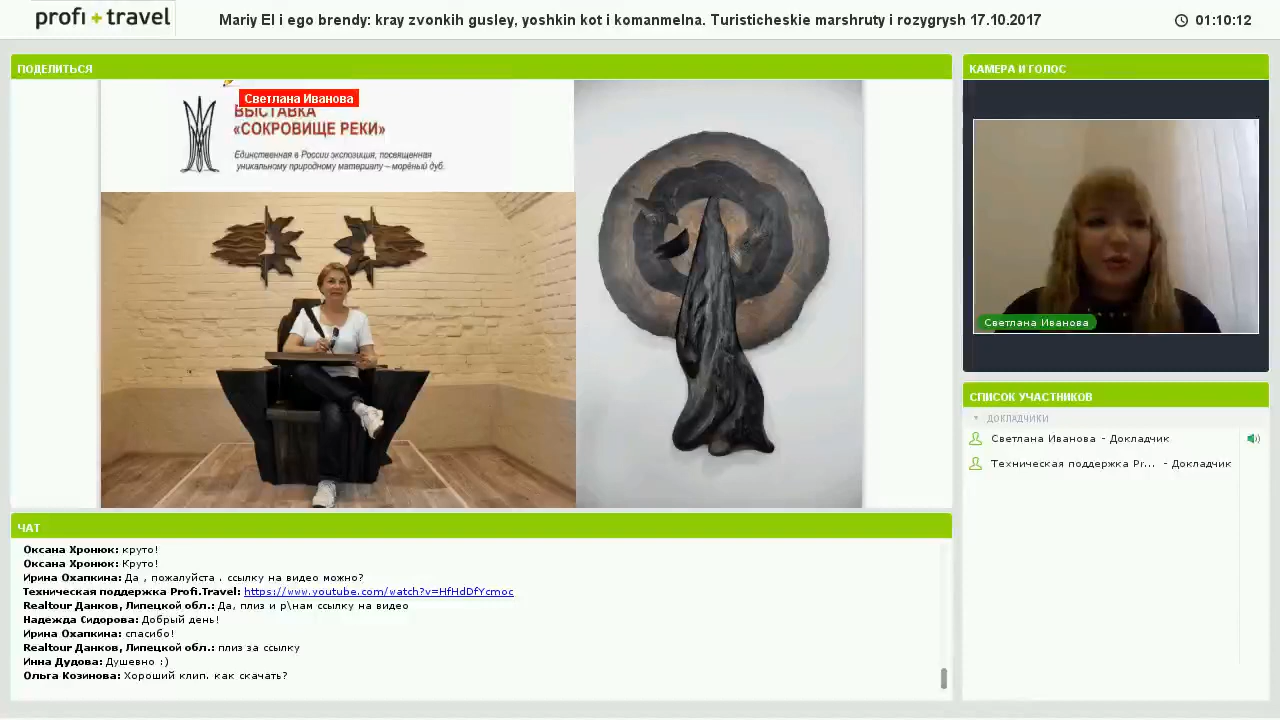 profi + travel
Mariy El i ego brendy: kray zvonkih gusley, yoshkin kot i komanmelna. Turisticheskie marshruty i rozygrysh 17.10.2017
01:10:12
ПОДЕЛИТЬСЯ
Светлана Иванова
ВЫСТАВКА
«СОКРОВИЩЕ РЕКИ»
Единственная в России экспозиция, посвященная
уникальному природному материалу – морёный дуб.
КАМЕРА И ГОЛОС
Светлана Иванова
СПИСОК УЧАСТНИКОВ
ДОКЛАДЧИКИ
Светлана Иванова - Докладчик
Техническая поддержка Pr... - Докладчик
ЧАТ
Оксана Хронюк: круто!
Оксана Хронюк: Круто!
Ирина Охапкина: Да , пожалуйста . ссылку на видео можно?
Техническая поддержка Profi.Travel: https://www.youtube.com/watch?v=HfHdDfYcmoc
Realtour Данков, Липецкой обл.: Да, плиз и р\нам ссылку на видео
Надежда Сидорова: Добрый день!
Ирина Охапкина: спасибо!
Realtour Данков, Липецкой обл.: плиз за ссылку
Инна Дудова: Душевно :)
Ольга Козинова: Хороший клип. как скачать?